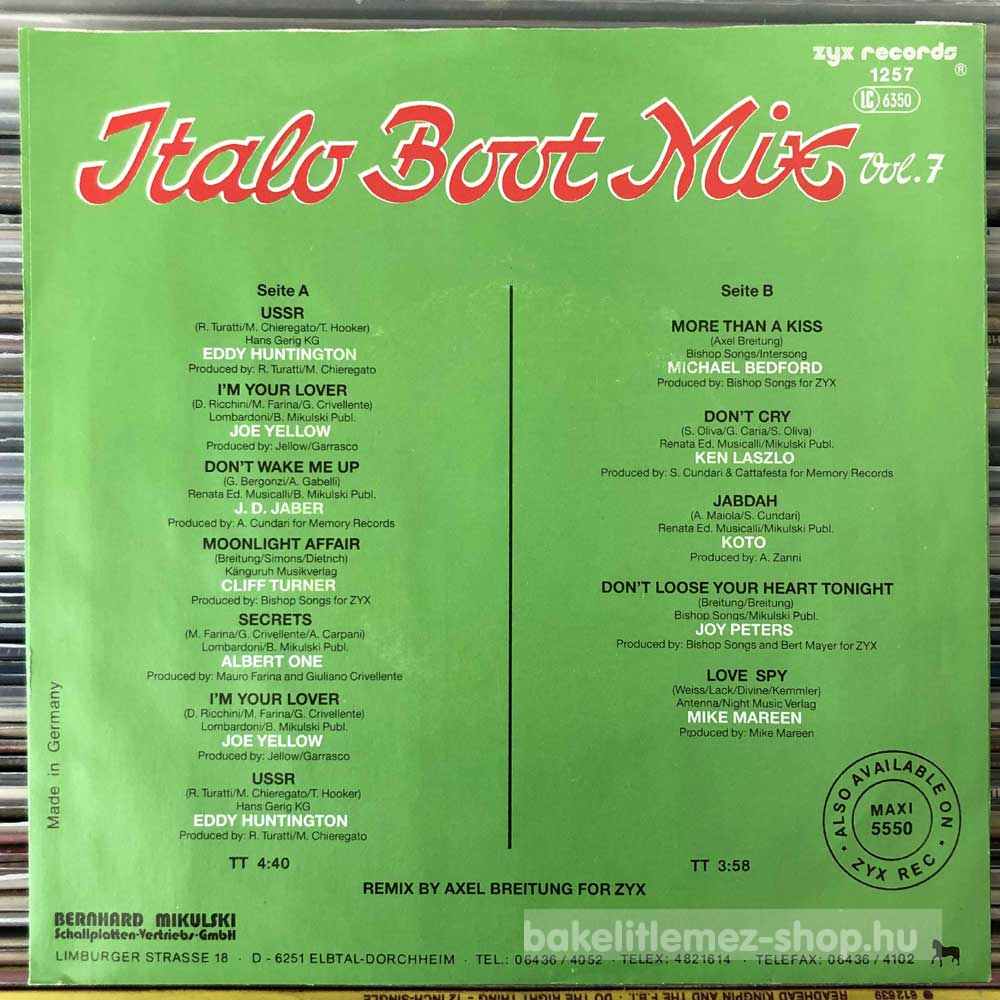 zyx records
1257 ®
LC 6350
Italo Boot Mix Vol. 7
Seite A
USSR
(R. Turatti/M. Chieregato/T. Hooker)
Hans Gerig KG
EDDY HUNTINGTON
Produced by: R. Turatti/M. Chieregato
I'M YOUR LOVER
(D. Ricchini/M. Farina/G. Crivellente)
Lombardoni/B. Mikulski Publ.
JOE YELLOW
Produced by: Jellow/Garrasco
DON'T WAKE ME UP
(G. Bergonzi/A. Gabelli)
Renata Ed. Musicalli/B. Mikulski Publ.
J. D. JABER
Produced by: A. Cundari for Memory Records
MOONLIGHT AFFAIR
(Breitung/Simons/Dietrich)
Känguruh Musikverlag
CLIFF TURNER
Produced by: Bishop Songs for ZYX
SECRETS
(M. Farina/G. Crivellente/A. Carpani)
Lombardoni/B. Mikulski Publ.
ALBERT ONE
Produced by: Mauro Farina and Giuliano Crivellente
I'M YOUR LOVER
(D. Ricchini/M. Farina/G. Crivellente)
Lombardoni/B. Mikulski Publ.
JOE YELLOW
Produced by: Jellow/Garrasco
USSR
(R. Turatti/M. Chieregato/T. Hooker)
Hans Gerig KG
EDDY HUNTINGTON
Produced by: R. Turatti/M. Chieregato
TT 4:40
Seite B
MORE THAN A KISS
(Axel Breitung)
Bishop Songs/Intersong
MICHAEL BEDFORD
Produced by: Bishop Songs for ZYX
DON'T CRY
(S. Oliva/G. Caria/S. Oliva)
Renata Ed. Musicalli/Mikulski Publ.
KEN LASZLO
Produced by: S. Cundari & Cattafesta for Memory Records
JABDAH
(A. Maiola/S. Cundari)
Renata Ed. Musicalli/Mikulski Publ.
KOTO
Produced by: A. Zanni
DON'T LOOSE YOUR HEART TONIGHT
(Breitung/Breitung)
Bishop Songs/Mikulski Publ.
JOY PETERS
Produced by: Bishop Songs and Bert Mayer for ZYX
LOVE SPY
(Weiss/Lack/Divine/Kemmler)
Antenna/Night Music Verlag
MIKE MAREEN
Produced by: Mike Mareen
TT 3:58
ALSO AVAILABLE ON
MAXI
5550
ZYX REC
Made in Germany
REMIX BY AXEL BREITUNG FOR ZYX
BERNHARD MIKULSKI
Schallplatten-Vertriebs-GmbH
LIMBURGER STRASSE 18 · D - 6251 ELBTAL-DORCHHEIM · TEL.: 06436 / 4052 · TELEX: 4821614 · TELEFAX: 06436 / 4102
bakelitlemez-shop.hu
READHEAD KINGPIN AND THE F.B.I. · DO THE RIGHT THING · 12 INCH-SINGLE
612639